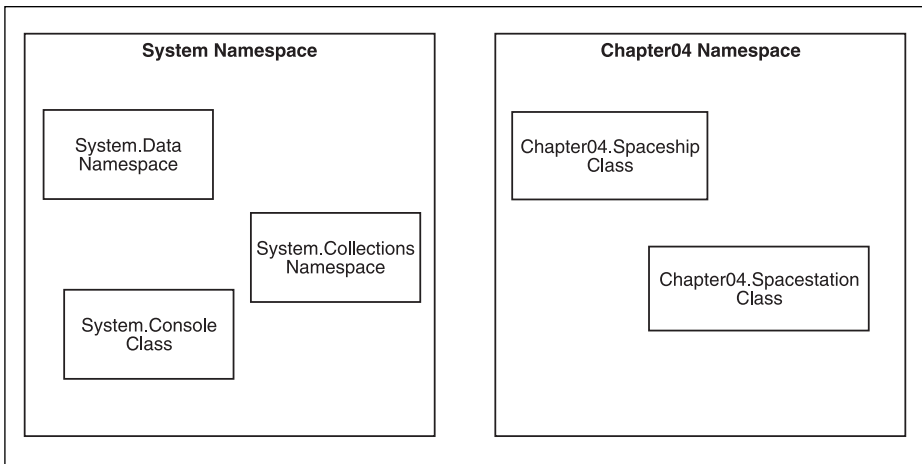 System Namespace
System.Data
Namespace
System.Collections
Namespace
System.Console
Class
Chapter04 Namespace
Chapter04.Spaceship
Class
Chapter04.Spacestation
Class